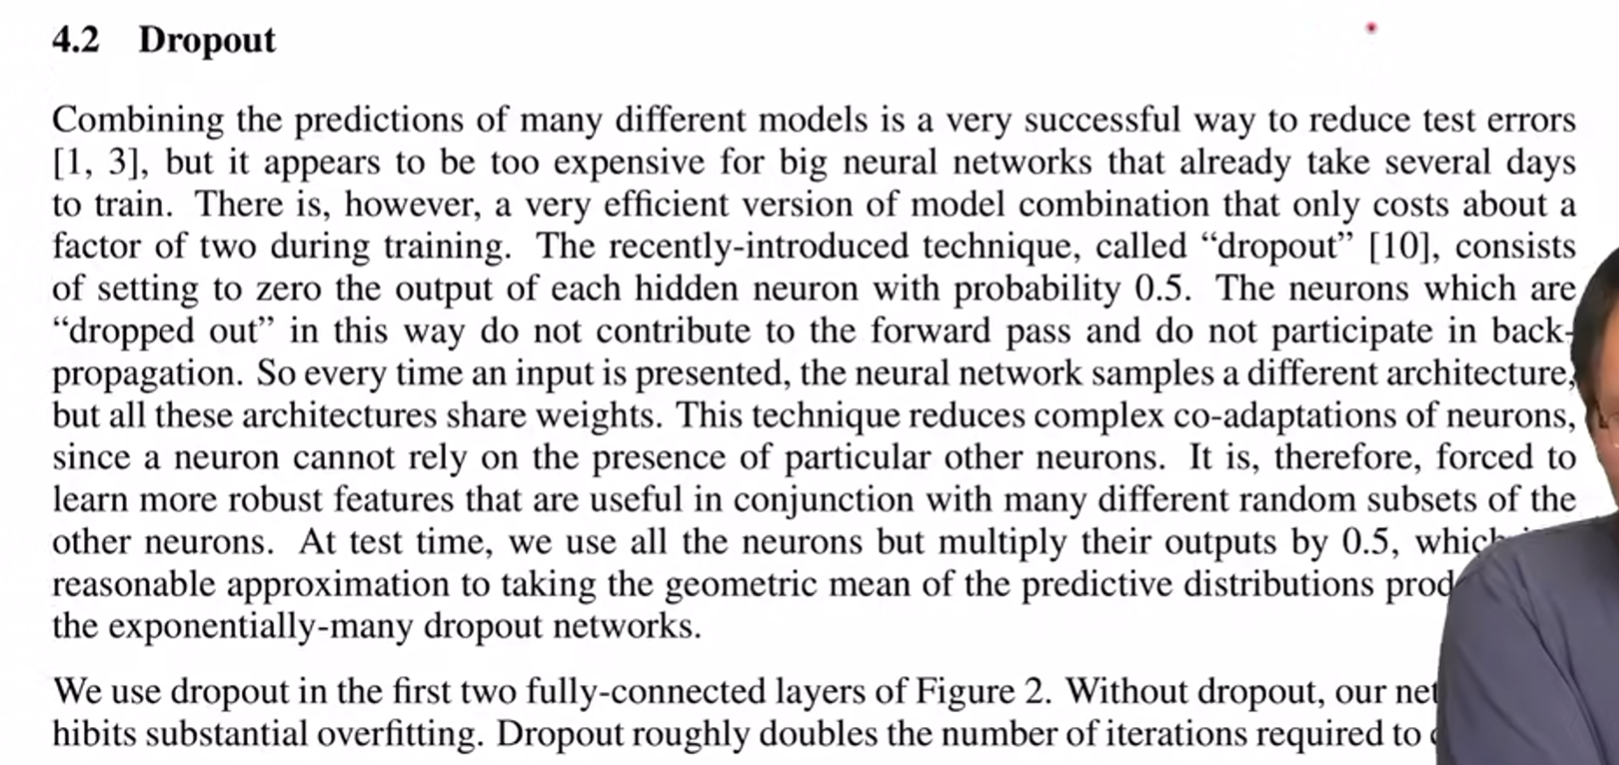 4.2 Dropout
Combining the predictions of many different models is a very successful way to reduce test errors
[1, 3], but it appears to be too expensive for big neural networks that already take several days
to train. There is, however, a very efficient version of model combination that only costs about a
factor of two during training. The recently-introduced technique, called “dropout” [10], consists
of setting to zero the output of each hidden neuron with probability 0.5. The neurons which are
“dropped out” in this way do not contribute to the forward pass and do not participate in back-
propagation. So every time an input is presented, the neural network samples a different architecture,
but all these architectures share weights. This technique reduces complex co-adaptations of neurons,
since a neuron cannot rely on the presence of particular other neurons. It is, therefore, forced to
learn more robust features that are useful in conjunction with many different random subsets of the
other neurons. At test time, we use all the neurons but multiply their outputs by 0.5, which
reasonable approximation to taking the geometric mean of the predictive distributions prod
the exponentially-many dropout networks.
We use dropout in the first two fully-connected layers of Figure 2. Without dropout, our net
hibits substantial overfitting. Dropout roughly doubles the number of iterations required to